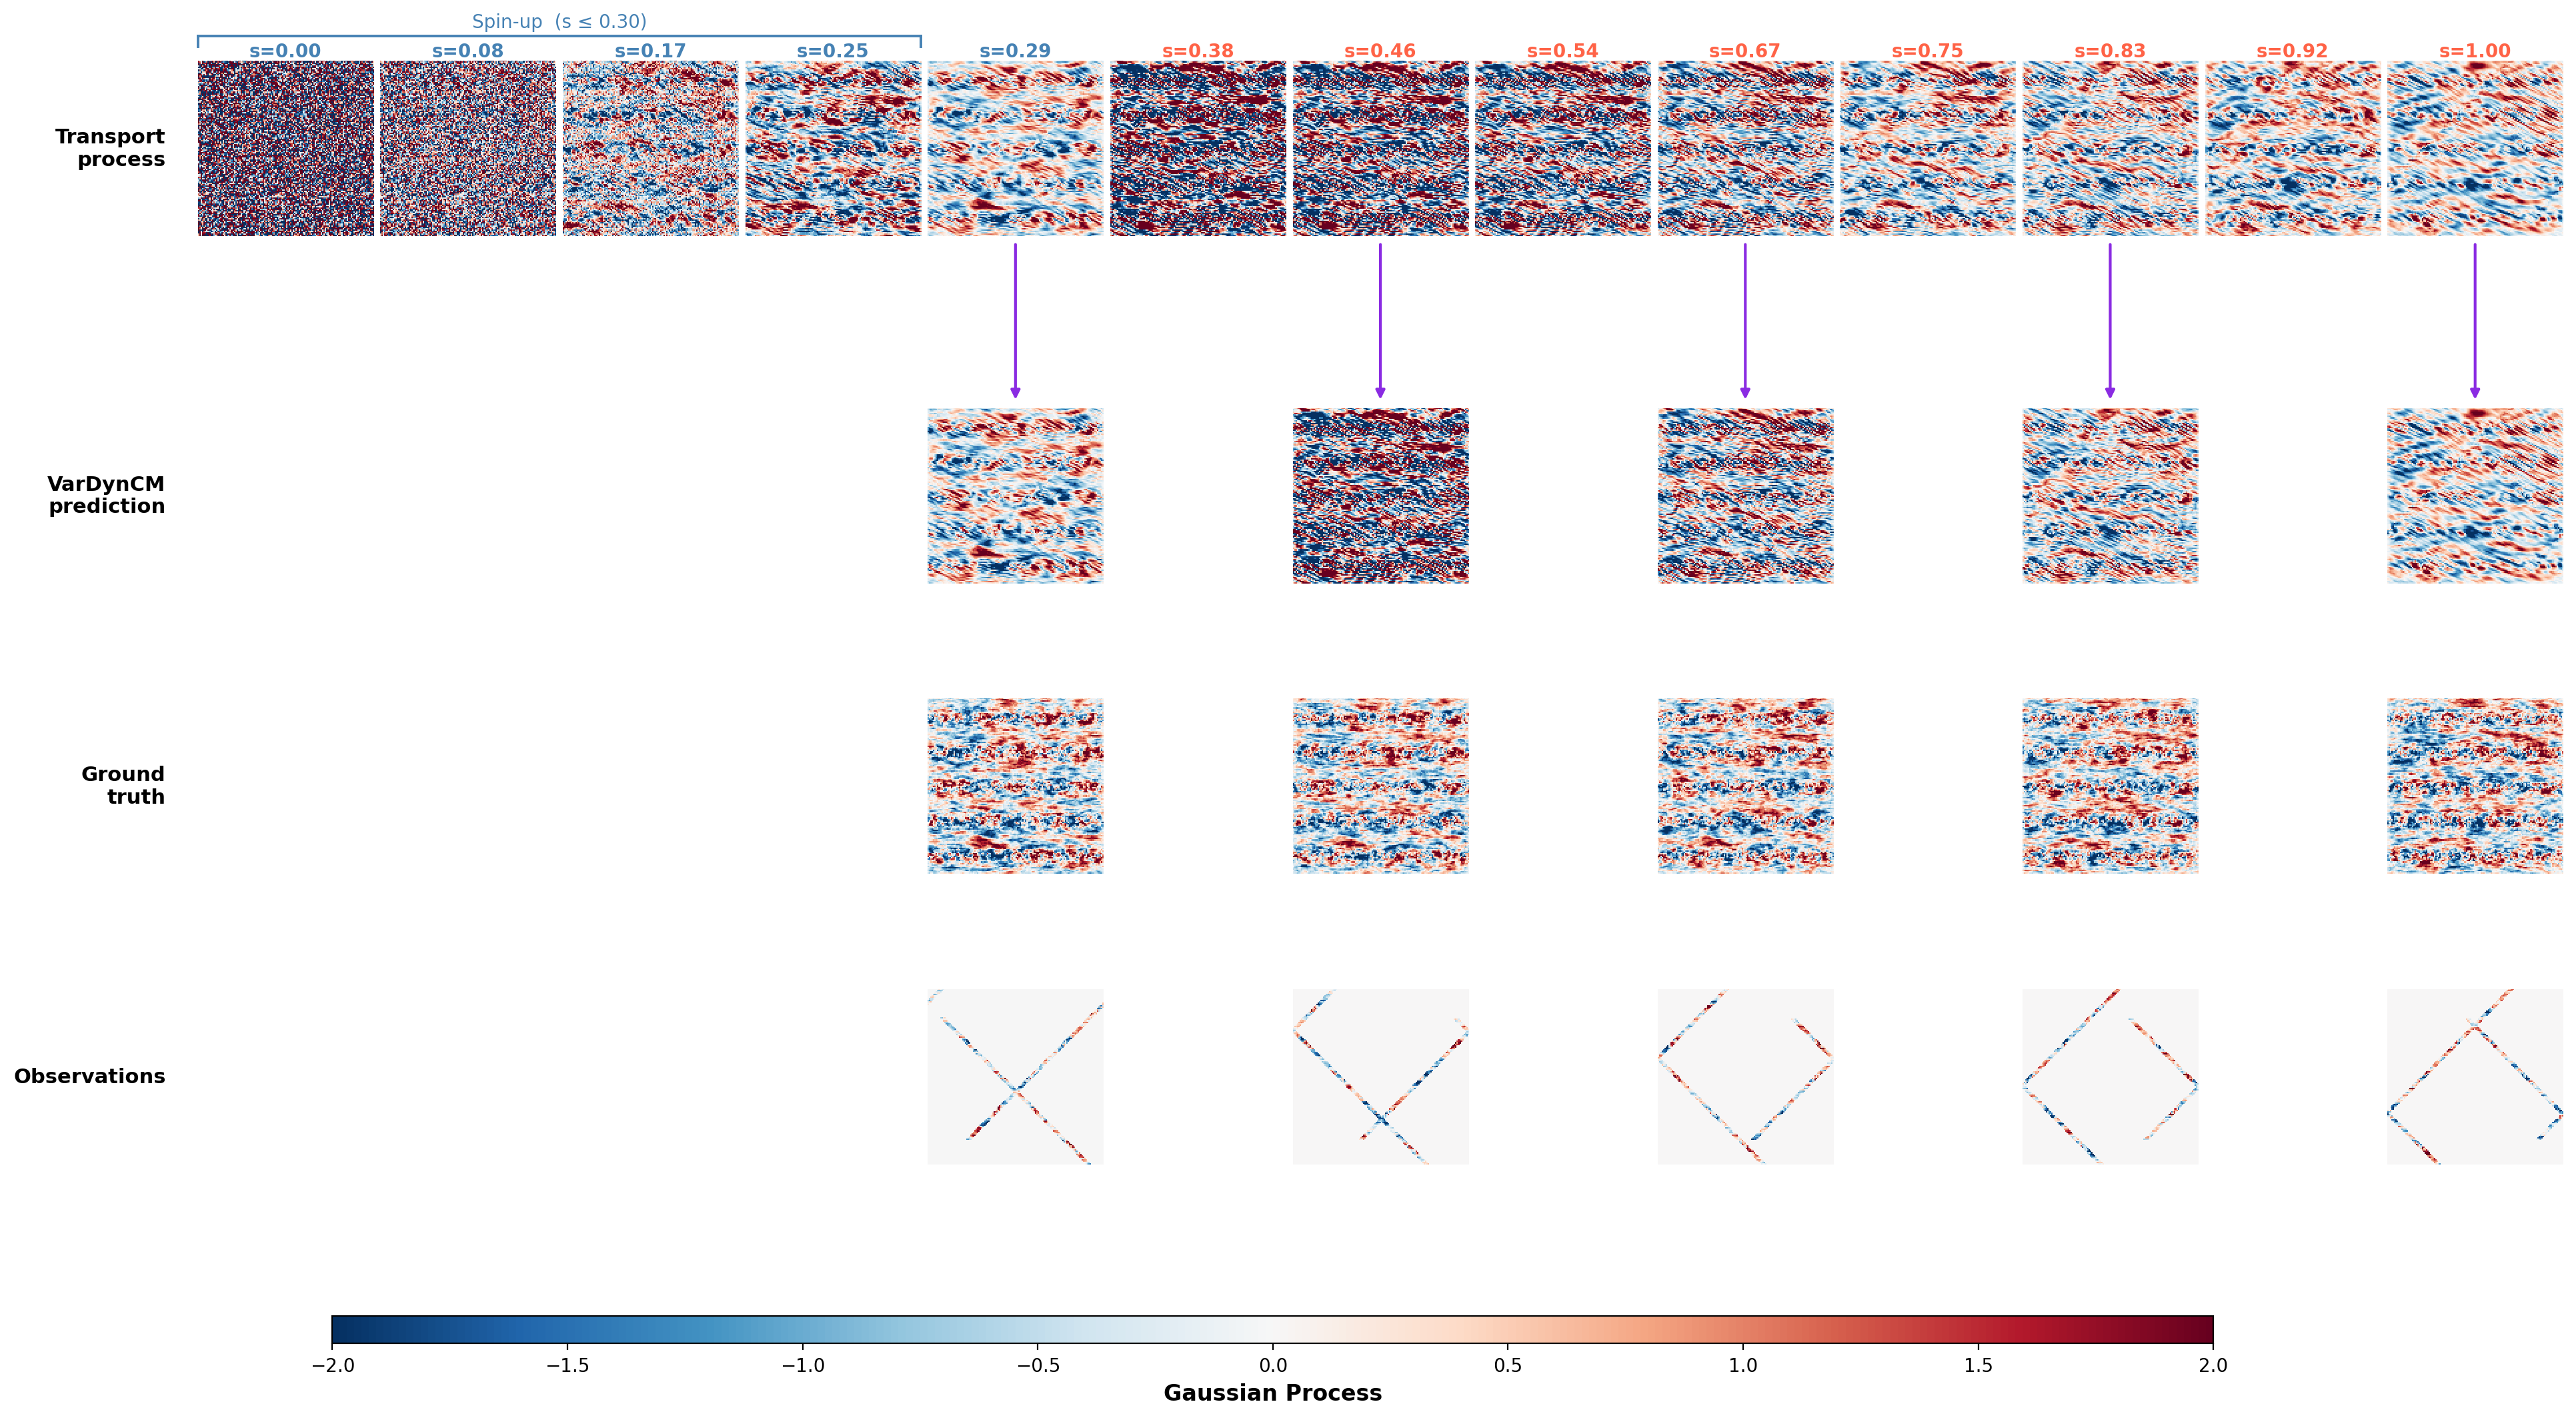 Spin-up  (s ≤ 0.30)
s=0.00 s=0.08 s=0.17 s=0.25 s=0.29 s=0.38 s=0.46 s=0.54 s=0.67 s=0.75 s=0.83 s=0.92 s=1.00
Transport
process
VarDynCM
prediction
Ground
truth
Observations
−2.0 −1.5 −1.0 −0.5 0.0 0.5 1.0 1.5 2.0
Gaussian Process